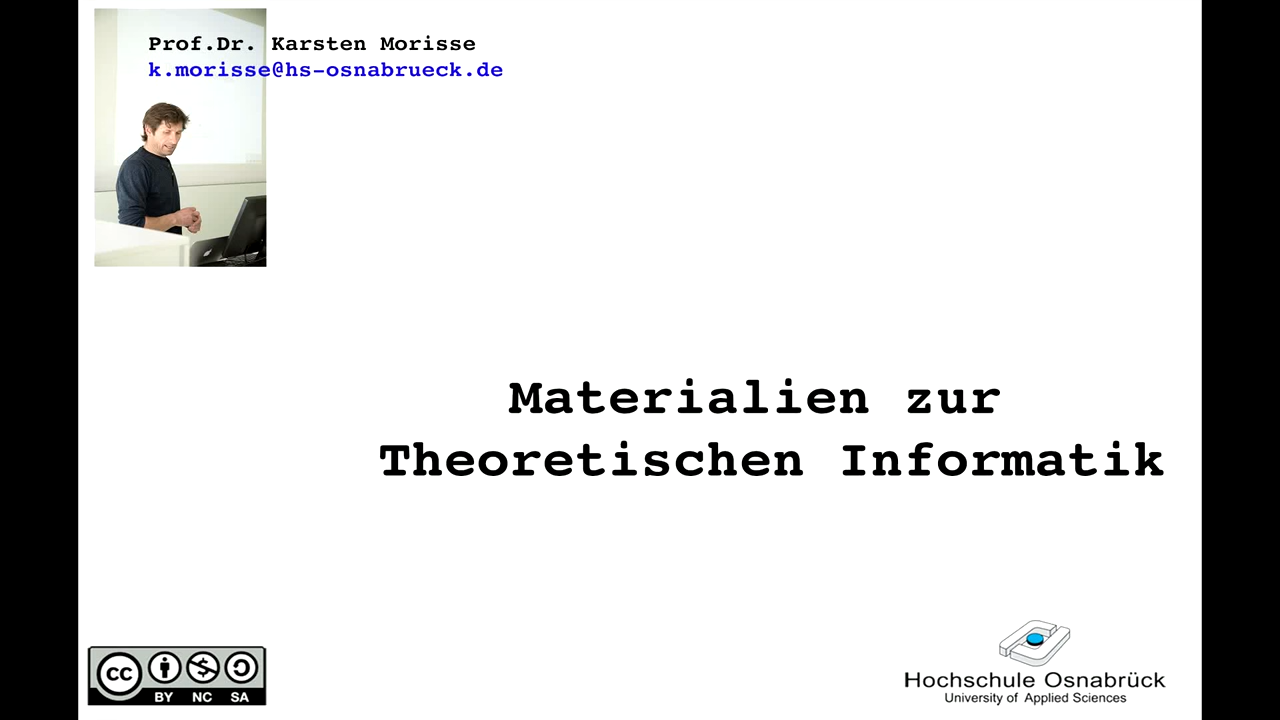 Prof.Dr. Karsten Morisse
k.morisse@hs-osnabrueck.de
Materialien zur
Theoretischen Informatik
cc
BY NC SA
Hochschule Osnabrück
University of Applied Sciences